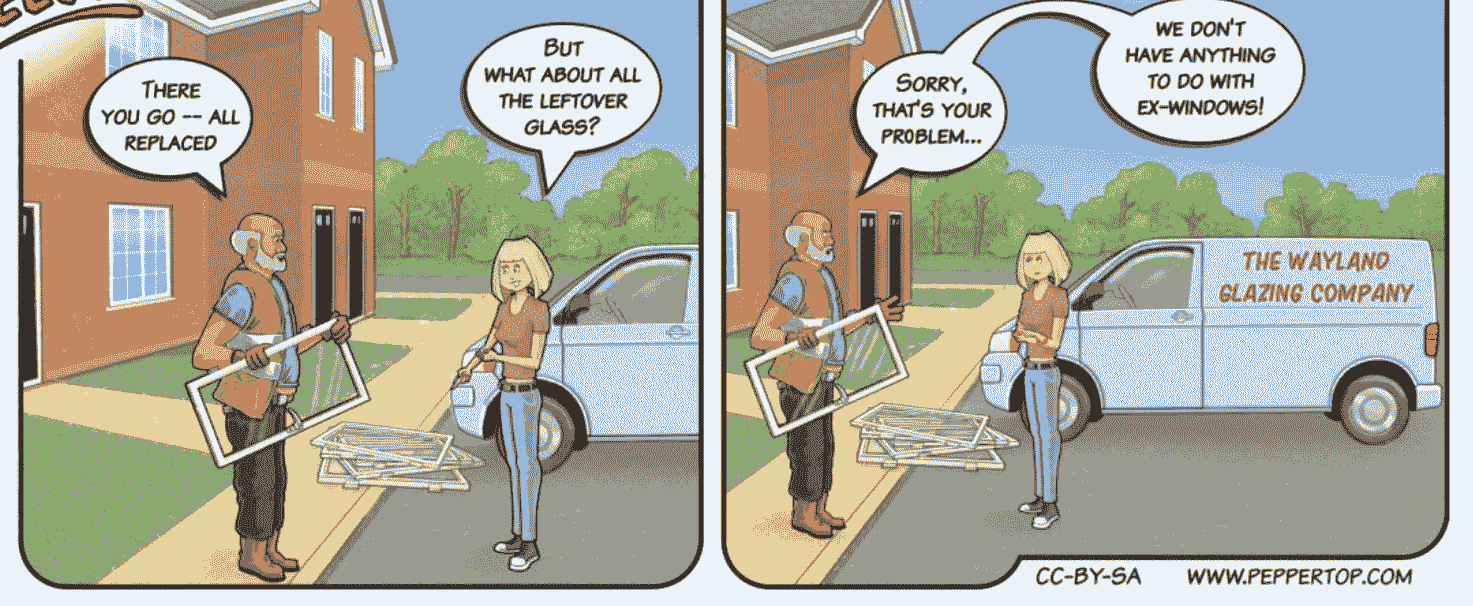 THERE
YOU GO -- ALL
REPLACED
BUT
WHAT ABOUT ALL
THE LEFTOVER
GLASS?
SORRY,
THAT'S YOUR
PROBLEM...
WE DON'T
HAVE ANYTHING
TO DO WITH
EX-WINDOWS!
THE WAYLAND
GLAZING COMPANY
CC-BY-SA
WWW.PEPPERTOP.COM